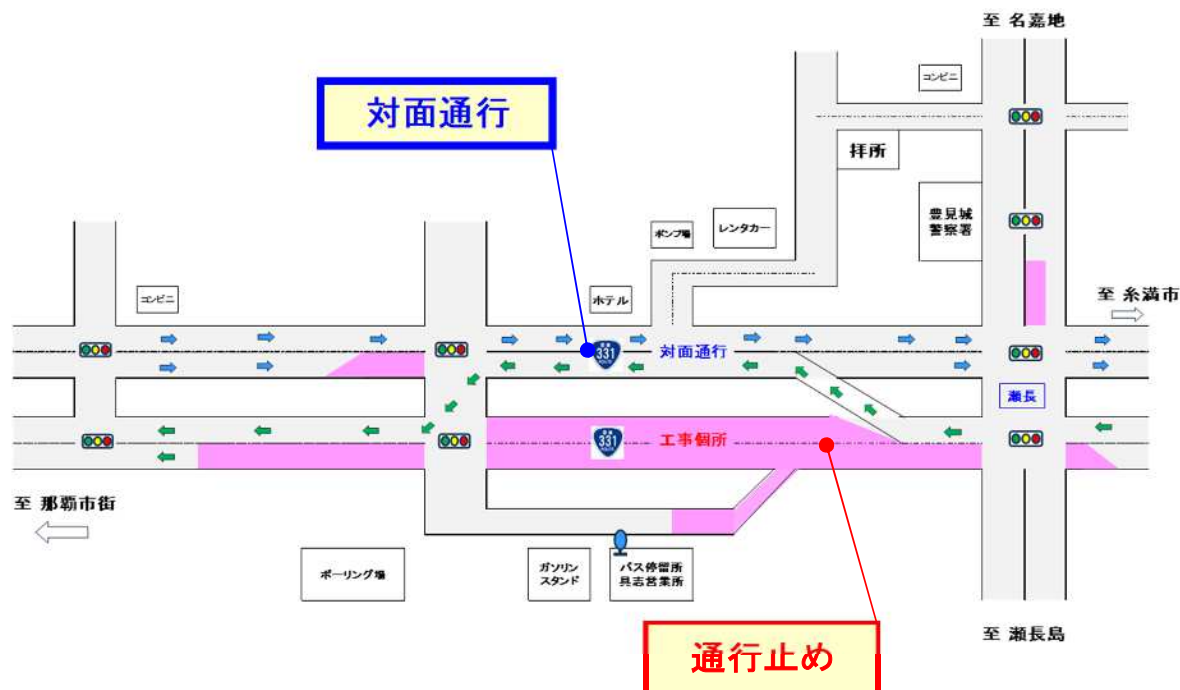 至 名嘉地
コンビニ
対面通行
拝所
豊見城
警察署
ポンプ場
レンタカー
至 糸満市
コンビニ
ホテル
331
対面通行
瀬長
331
工事個所
至 那覇市街
ボーリング場
ガソリン
スタンド
バス停留所
具志営業所
至 瀬長島
通行止め